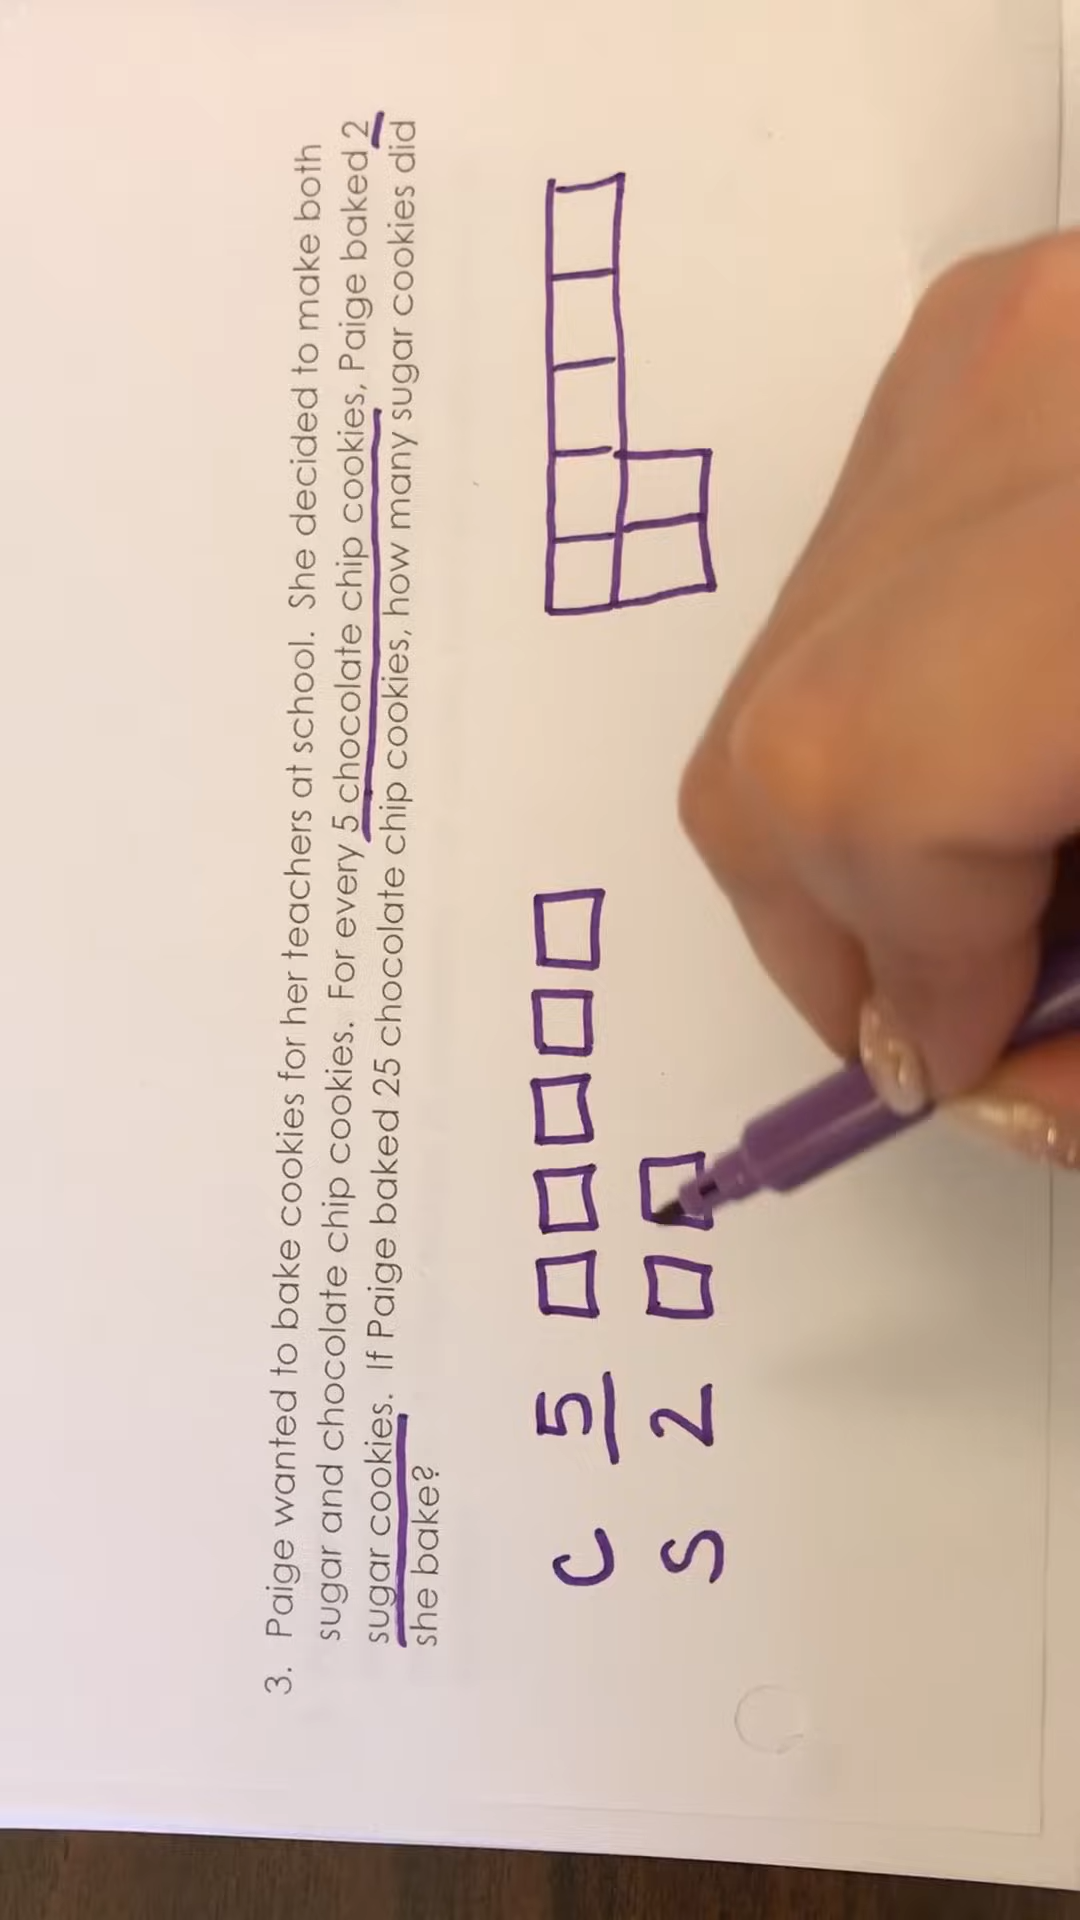 3. Paige wanted to bake cookies for her teachers at school. She decided to make both
sugar and chocolate chip cookies. For every 5 chocolate chip cookies, Paige baked 2
sugar cookies. If Paige baked 25 chocolate chip cookies, how many sugar cookies did
she bake?
C 5
S 2